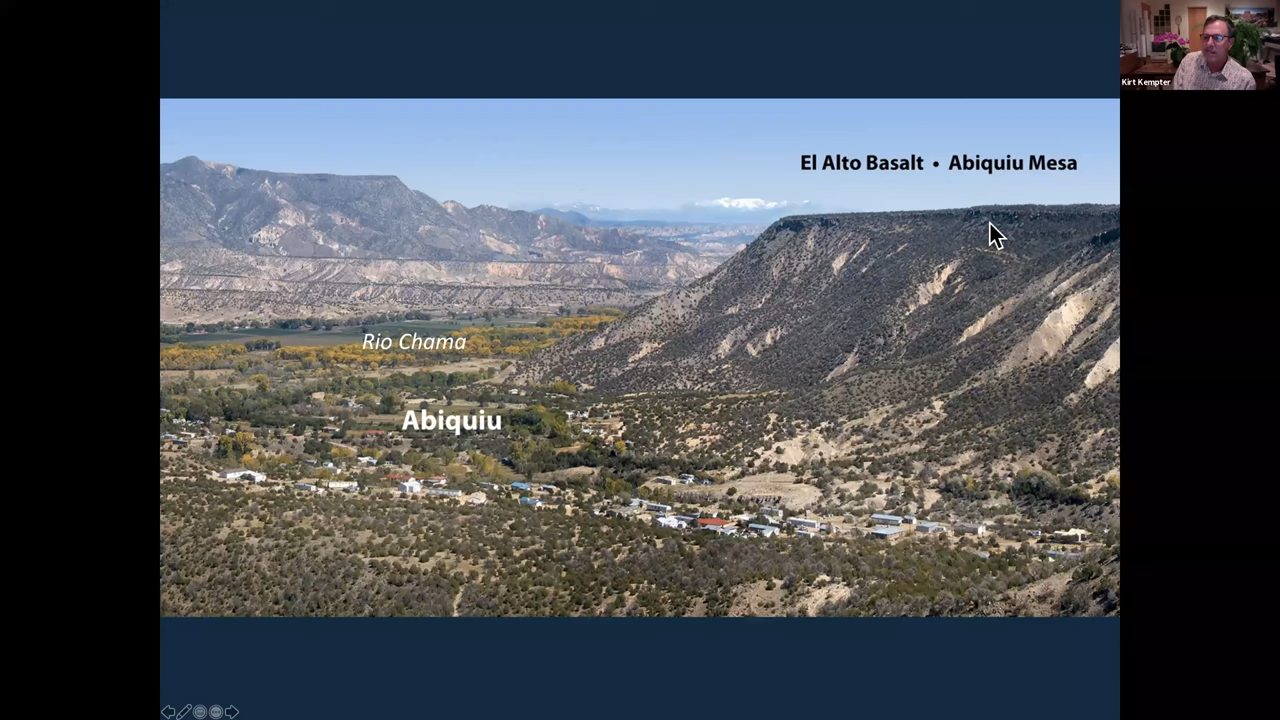 Kirt Kempter
El Alto Basalt • Abiquiu Mesa
Rio Chama
Abiquiu